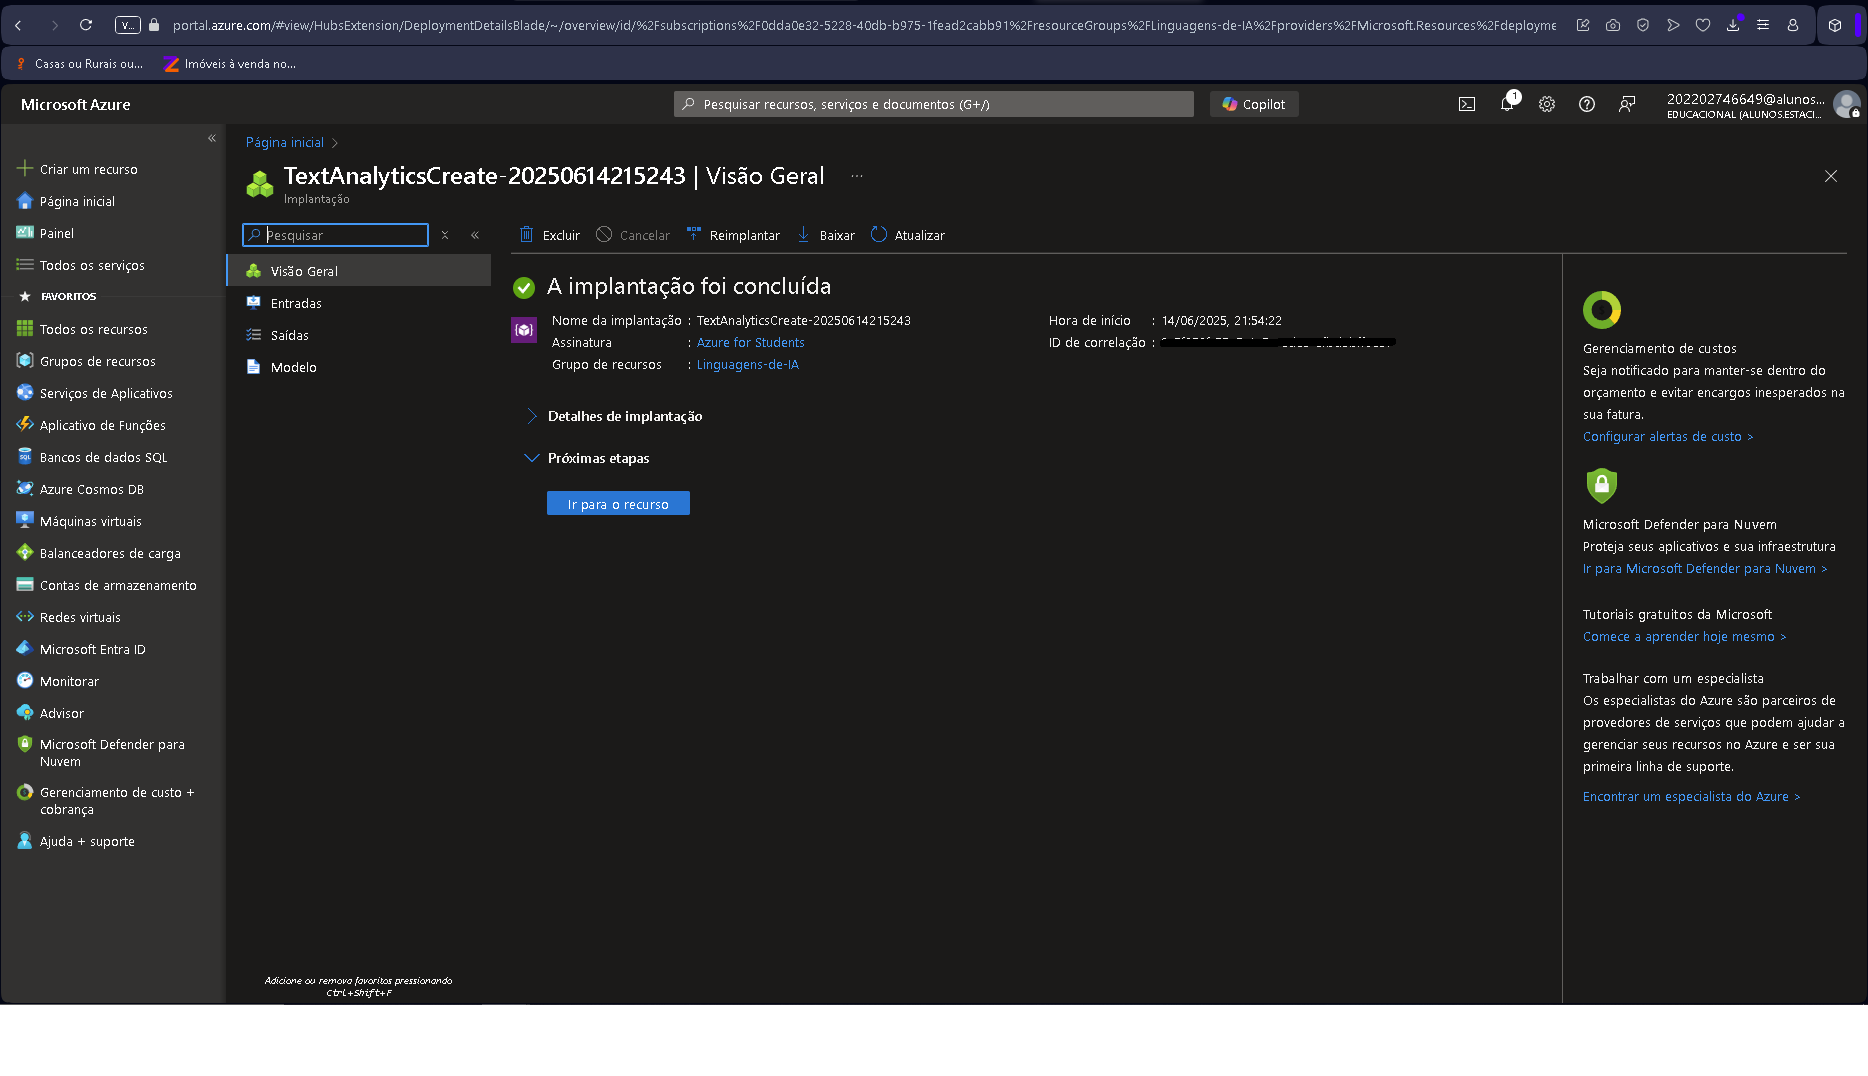 V...
portal.azure.com/#view/HubsExtension/DeploymentDetailsBlade/~/overview/id/%2Fsubscriptions%2F0dda0e32-5228-40db-b975-1fead2cabb91%2FresourceGroups%2FLinguagens-de-IA%2Fproviders%2FMicrosoft.Resources%2Fdeployme
Casas ou Rurais ou...
Imóveis à venda no...
Microsoft Azure
Pesquisar recursos, serviços e documentos (G+/)
Copilot
1
202202746649@alunos...
EDUCACIONAL (ALUNOS.ESTACI...
Criar um recurso
Página inicial
Painel
Todos os serviços
FAVORITOS
Todos os recursos
Grupos de recursos
Serviços de Aplicativos
Aplicativo de Funções
Bancos de dados SQL
Azure Cosmos DB
Máquinas virtuais
Balanceadores de carga
Contas de armazenamento
Redes virtuais
Microsoft Entra ID
Monitorar
Advisor
Microsoft Defender para
Nuvem
Gerenciamento de custo +
cobrança
Ajuda + suporte
Página inicial
TextAnalyticsCreate-20250614215243 | Visão Geral
Implantação
Pesquisar
Visão Geral
Entradas
Saídas
Modelo
Adicione ou remova favoritos pressionando
Ctrl+Shift+F
Excluir
Cancelar
Reimplantar
Baixar
Atualizar
A implantação foi concluída
Nome da implantação : TextAnalyticsCreate-20250614215243
Assinatura : Azure for Students
Grupo de recursos : Linguagens-de-IA
Hora de início : 14/06/2025, 21:54:22
ID de correlação :
Detalhes de implantação
Próximas etapas
Ir para o recurso
Gerenciamento de custos
Seja notificado para manter-se dentro do
orçamento e evitar encargos inesperados na
sua fatura.
Configurar alertas de custo >
Microsoft Defender para Nuvem
Proteja seus aplicativos e sua infraestrutura
Ir para Microsoft Defender para Nuvem >
Tutoriais gratuitos da Microsoft
Comece a aprender hoje mesmo >
Trabalhar com um especialista
Os especialistas do Azure são parceiros de
provedores de serviços que podem ajudar a
gerenciar seus recursos no Azure e ser sua
primeira linha de suporte.
Encontrar um especialista do Azure >